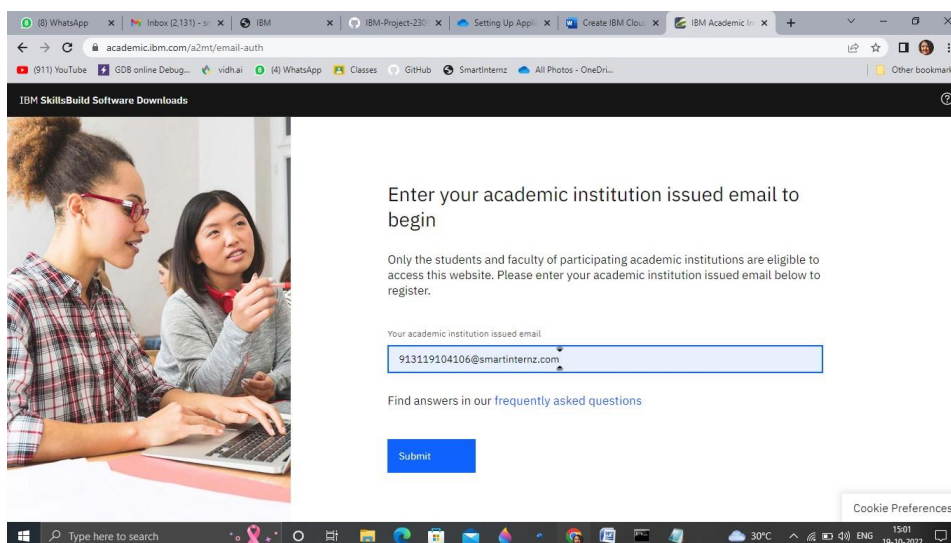 (8) WhatsApp
Inbox (2,131) - sr
IBM
IBM-Project-230
Setting Up Appli
Create IBM Clou
IBM Academic In
academic.ibm.com/a2mt/email-auth
(911) YouTube
GDB online Debug...
vidh.ai
(4) WhatsApp
Classes
GitHub
SmartInternz
All Photos - OneDri...
Other bookmark
IBM SkillsBuild Software Downloads
Enter your academic institution issued email to
begin
Only the students and faculty of participating academic institutions are eligible to
access this website. Please enter your academic institution issued email below to
register.
Your academic institution issued email
913119104106@smartinternz.com
Find answers in our frequently asked questions
Submit
Cookie Preferences
Type here to search
30°C
ENG
15:01
19-10-2022